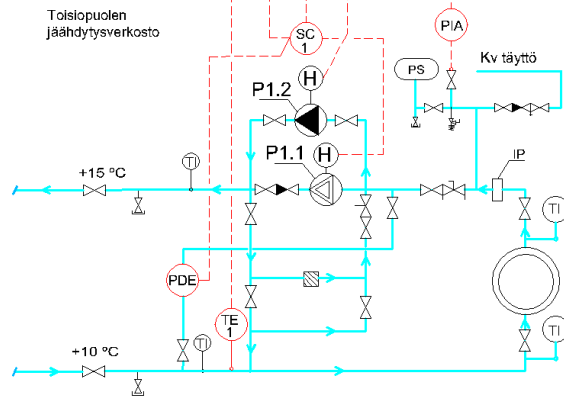 Toisiopuolen
jäähdytysverkosto
SC
1
PIA
H
PS
Kv täyttö
P1.2
P1.1
H
+15 ºC
TI
IP
TI
PDE
TE
1
TI
+10 ºC
TI